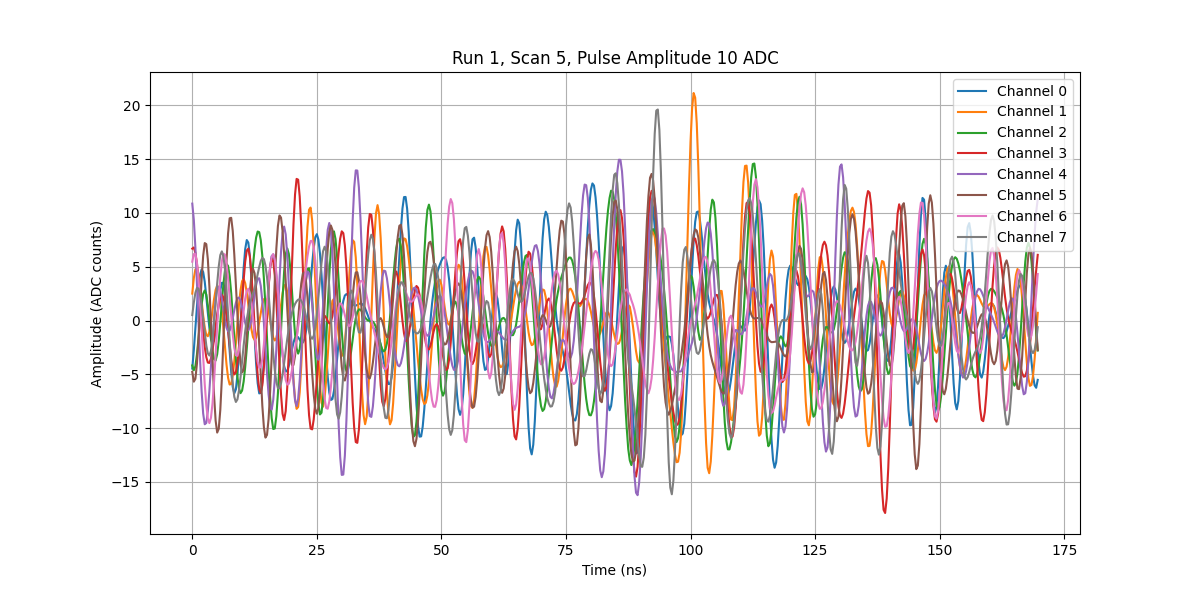 Run 1, Scan 5, Pulse Amplitude 10 ADC
Amplitude (ADC counts)
20
15
10
5
0
−5
−10
−15
Channel 0
Channel 1
Channel 2
Channel 3
Channel 4
Channel 5
Channel 6
Channel 7
0
25
50
75
100
125
150
175
Time (ns)